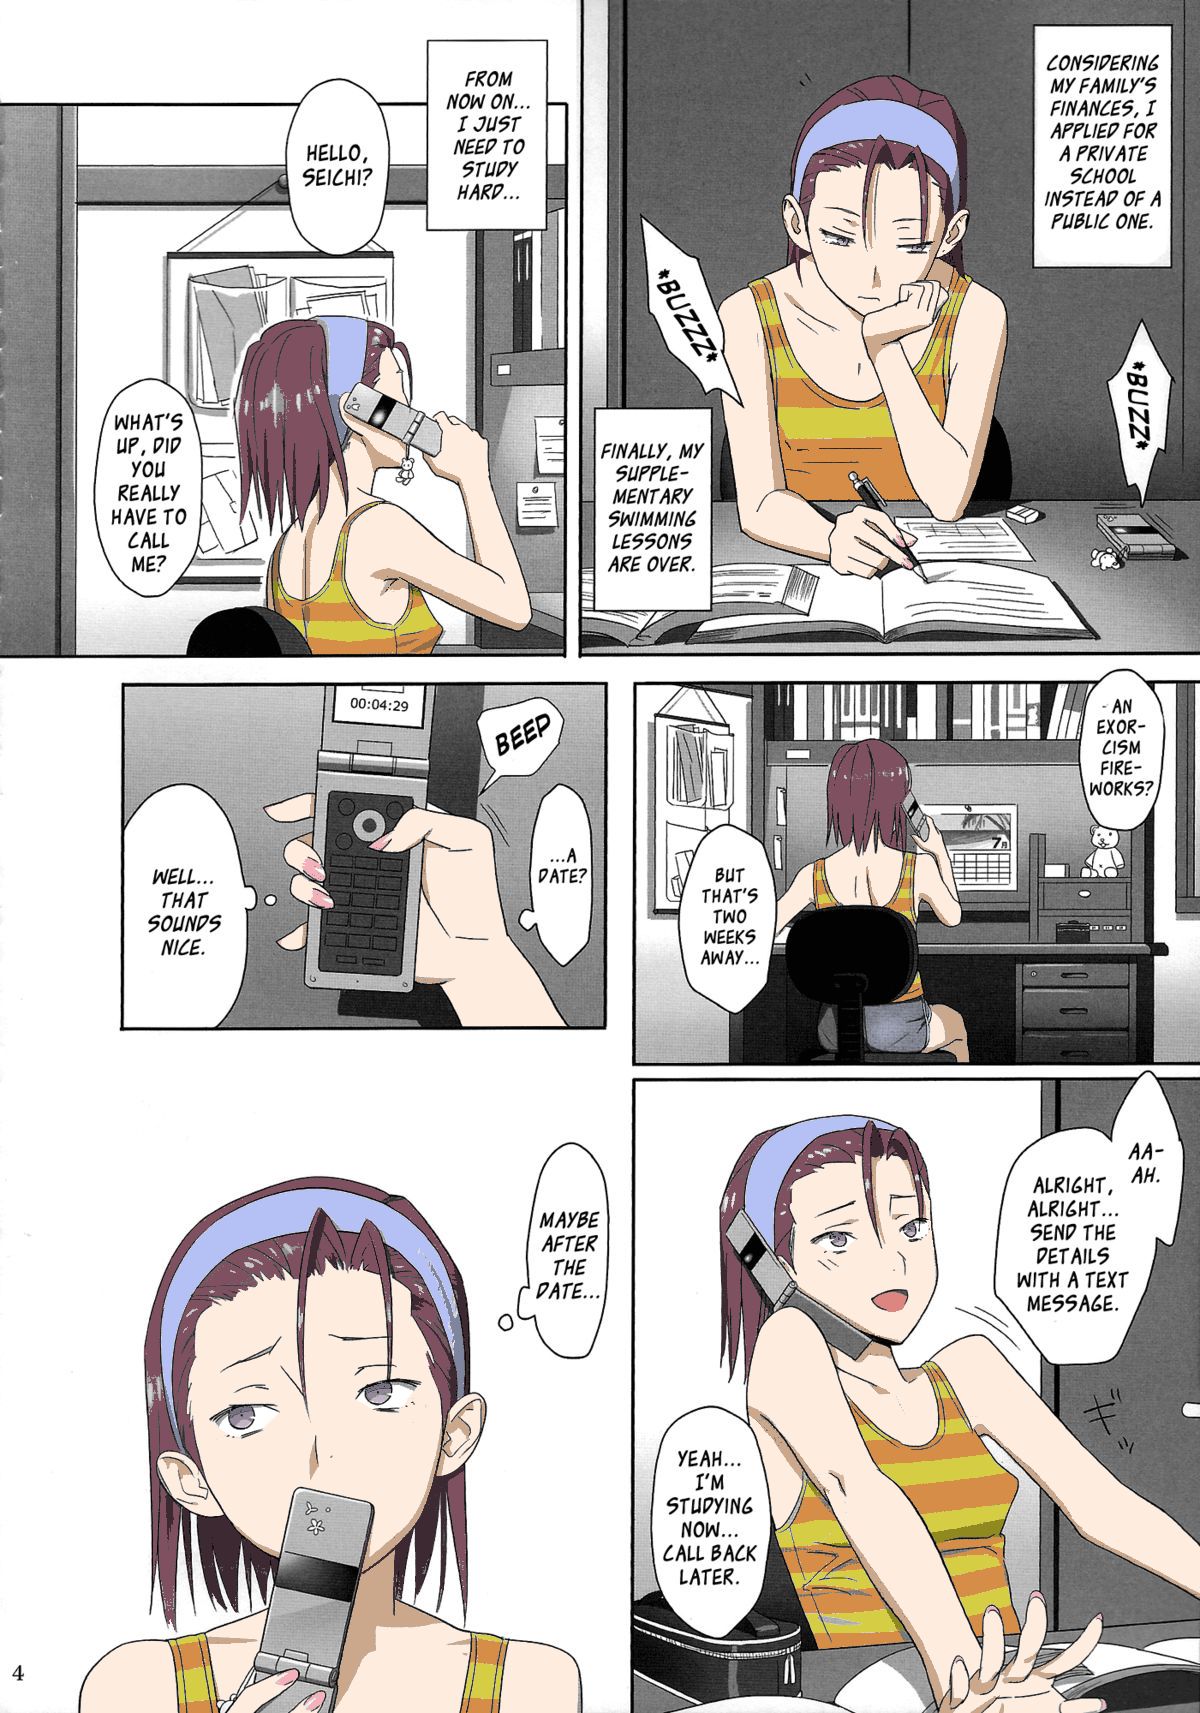 CONSIDERING
MY FAMILY'S
FINANCES, I
APPLIED FOR
A PRIVATE
SCHOOL
INSTEAD OF A
PUBLIC ONE.
*BUZZZ*
*BUZZ*
FINALLY, MY
SUPPLE-
MENTARY
SWIMMING
LESSONS
ARE OVER.
FROM
NOW ON...
I JUST
NEED TO
STUDY
HARD...
HELLO,
SEICHI?
WHAT'S
UP, DID
YOU
REALLY
HAVE TO
CALL
ME?
AN
EXOR-
CISM
FIRE-
WORKS?
7月
BUT
THAT'S
TWO
WEEKS
AWAY...
00:04:29
BEEP
...A
DATE?
WELL...
THAT
SOUNDS
NICE.
AA-
AH.
ALRIGHT,
ALRIGHT...
SEND THE
DETAILS
WITH A TEXT
MESSAGE.
ギッ
YEAH...
I'M
STUDYING
NOW...
CALL BACK
LATER.
MAYBE
AFTER
THE
DATE...
4